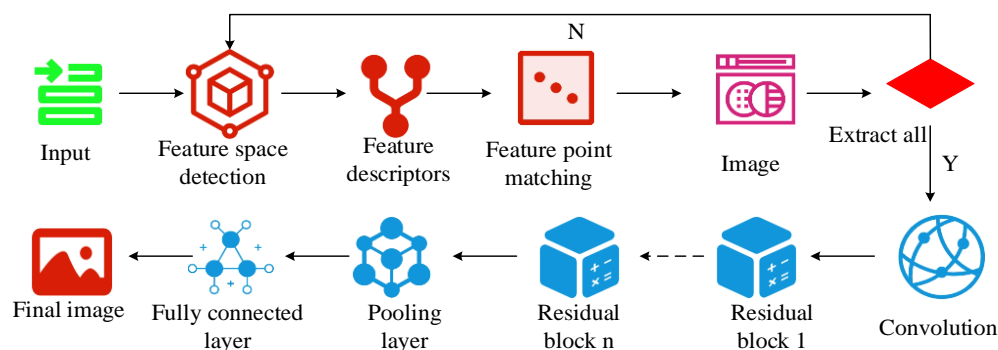 N
Input
Feature space
detection
Feature
descriptors
Feature point
matching
Image
Extract all
Y
Final image
Fully connected
layer
Pooling
layer
Residual
block n
Residual
block 1
Convolution